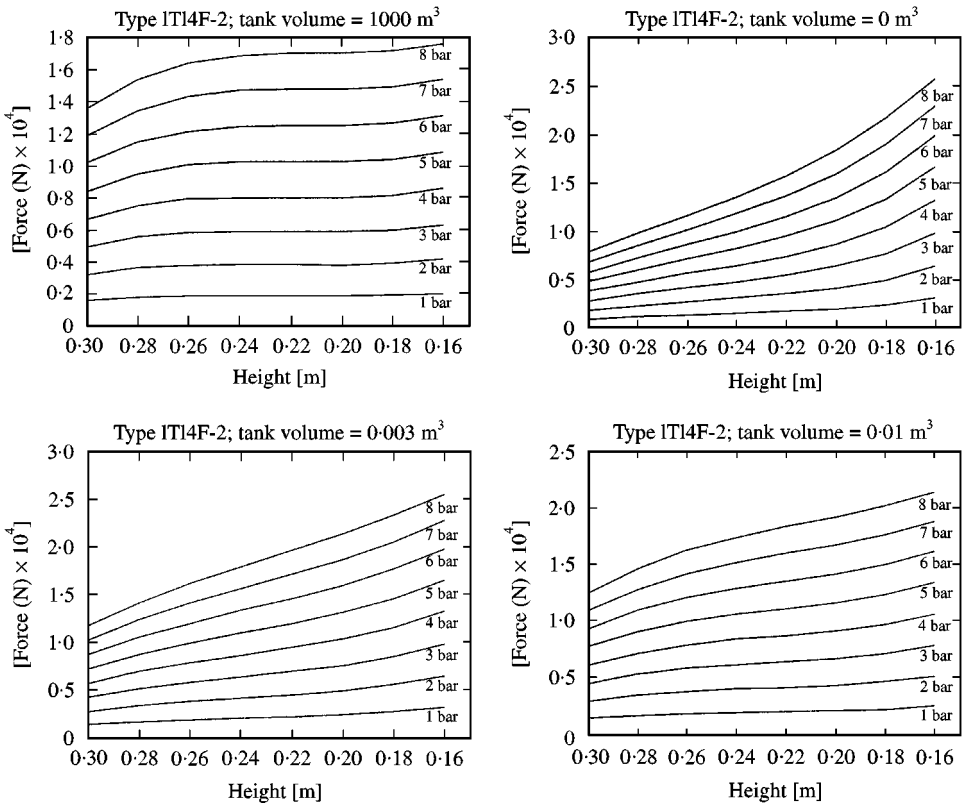 Type lTl4F-2; tank volume = 1000 m³
[Force (N) × 10⁴]
1·8
1·6
1·4
1·2
1·0
0·8
0·6
0·4
0·2
0
8 bar
7 bar
6 bar
5 bar
4 bar
3 bar
2 bar
1 bar
0·30 0·28 0·26 0·24 0·22 0·20 0·18 0·16
Height [m]
Type lTl4F-2; tank volume = 0 m³
[Force (N) × 10⁴]
3·0
2·5
2·0
1·5
1·0
0·5
0
8 bar
7 bar
6 bar
5 bar
4 bar
3 bar
2 bar
1 bar
0·30 0·28 0·26 0·24 0·22 0·20 0·18 0·16
Height [m]
Type lTl4F-2; tank volume = 0·003 m³
[Force (N) × 10⁴]
3·0
2·5
2·0
1·5
1·0
0·5
0
8 bar
7 bar
6 bar
5 bar
4 bar
3 bar
2 bar
1 bar
0·30 0·28 0·26 0·24 0·22 0·20 0·18 0·16
Height [m]
Type lTl4F-2; tank volume = 0·01 m³
[Force (N) × 10⁴]
2·5
2·0
1·5
1·0
0·5
0
8 bar
7 bar
6 bar
5 bar
4 bar
3 bar
2 bar
1 bar
0·30 0·28 0·26 0·24 0·22 0·20 0·18 0·16
Height [m]